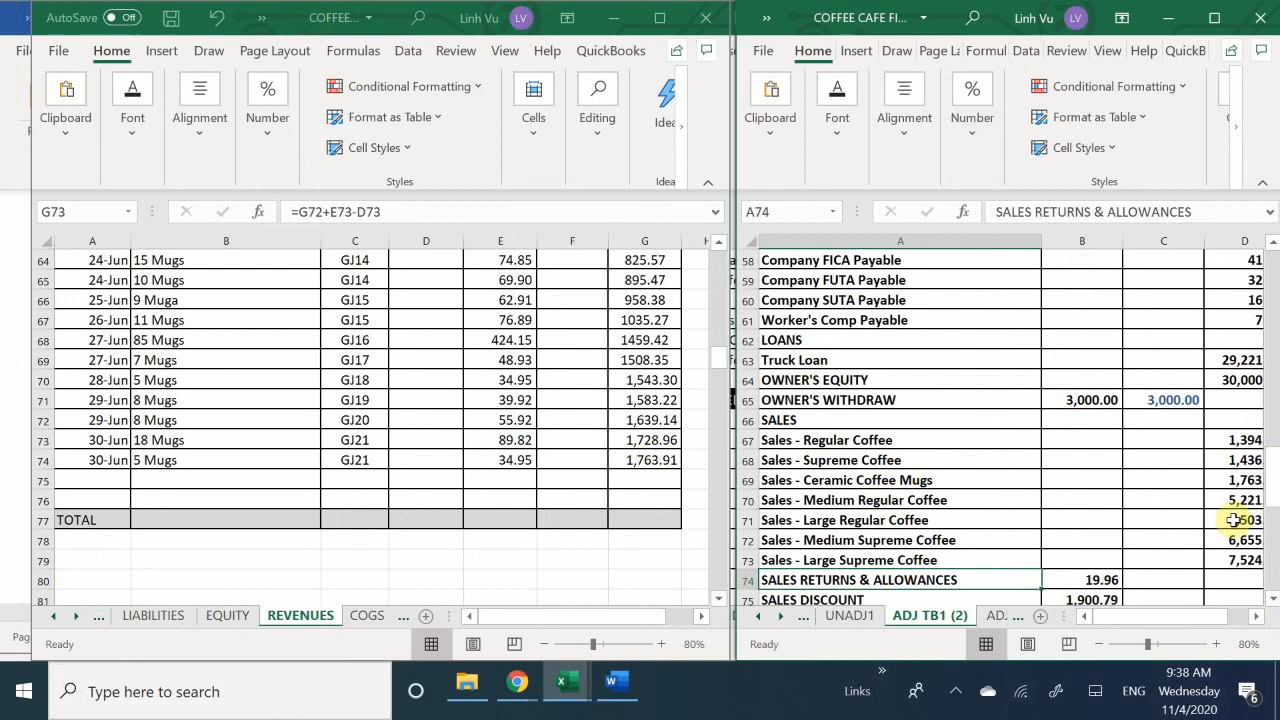 AutoSave Off » COFFEE... Linh Vu LV
File Home Insert Draw Page Layout Formulas Data Review View Help QuickBooks
Clipboard Font Alignment Number Conditional Formatting Format as Table Cell Styles Cells Editing
Styles
G73 fx =G72+E73-D73
A B C D E F G
64 24-Jun 15 Mugs GJ14 74.85 825.57
65 24-Jun 10 Mugs GJ15 69.90 895.47
66 25-Jun 9 Muga GJ15 62.91 958.38
67 26-Jun 11 Mugs GJ15 76.89 1035.27
68 27-Jun 85 Mugs GJ16 424.15 1459.42
69 27-Jun 7 Mugs GJ17 48.93 1508.35
70 28-Jun 5 Mugs GJ18 34.95 1,543.30
71 29-Jun 8 Mugs GJ19 39.92 1,583.22
72 29-Jun 8 Mugs GJ20 55.92 1,639.14
73 30-Jun 18 Mugs GJ21 89.82 1,728.96
74 30-Jun 5 Mugs GJ21 34.95 1,763.91
75
76
77 TOTAL
78
79
80
81
... LIABILITIES EQUITY REVENUES COGS ...
Ready 80%
» COFFEE CAFE FI... Linh Vu LV
File Home Insert Draw Page La Formul Data Review View Help QuickB
Clipboard Font Alignment Number Conditional Formatting Format as Table Cell Styles
Styles
A74 fx SALES RETURNS & ALLOWANCES
A B C D
58 Company FICA Payable 41
59 Company FUTA Payable 32
60 Company SUTA Payable 16
61 Worker's Comp Payable 7
62 LOANS
63 Truck Loan 29,221
64 OWNER'S EQUITY 30,000
65 OWNER'S WITHDRAW 3,000.00 3,000.00
66 SALES
67 Sales - Regular Coffee 1,394
68 Sales - Supreme Coffee 1,436
69 Sales - Ceramic Coffee Mugs 1,763
70 Sales - Medium Regular Coffee 5,221
71 Sales - Large Regular Coffee 503
72 Sales - Medium Supreme Coffee 6,655
73 Sales - Large Supreme Coffee 7,524
74 SALES RETURNS & ALLOWANCES 19.96
75 SALES DISCOUNT 1,900.79
... UNADJ1 ADJ TB1 (2) ...
Ready 80%
Type here to search Links » ENG 9:38 AM
Wednesday
11/4/2020
6